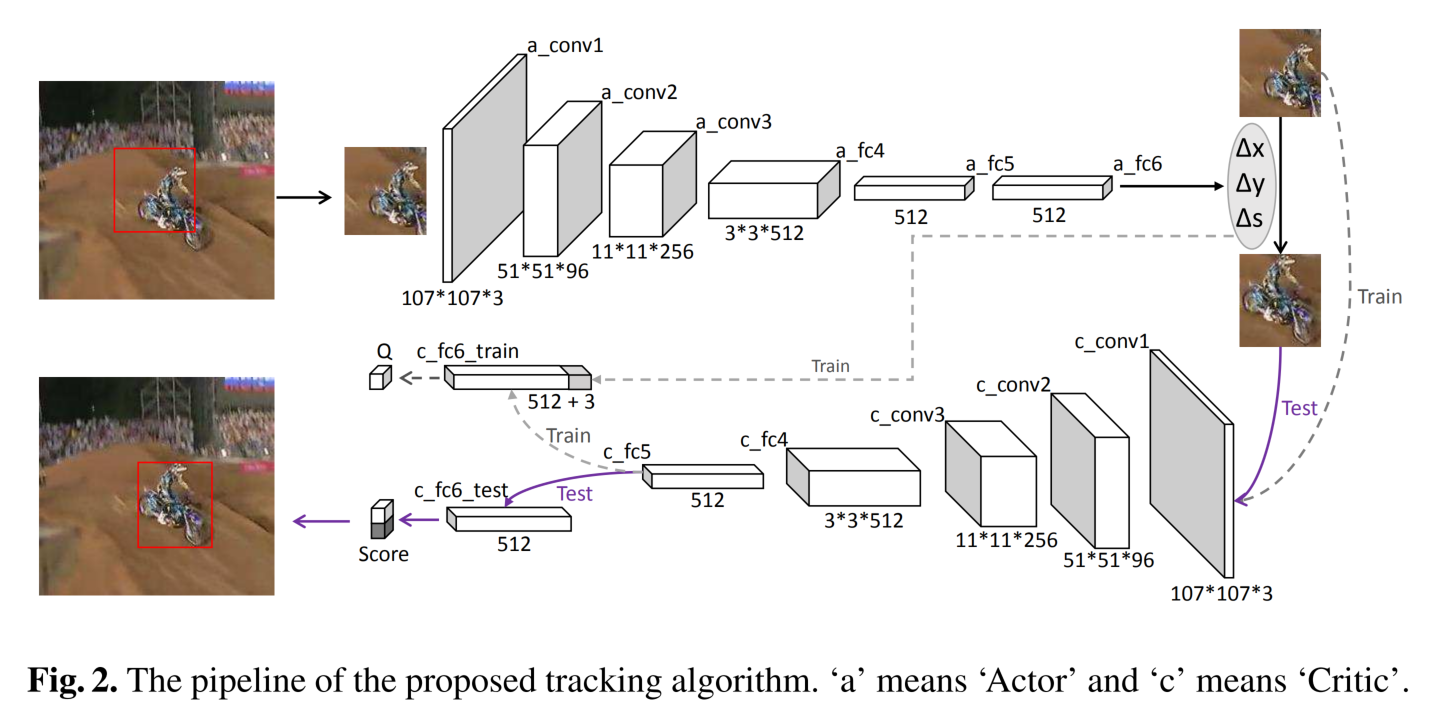 a_conv1
a_conv2
a_conv3
a_fc4
a_fc5
a_fc6
107*107*3
51*51*96
11*11*256
3*3*512
512
512
Δx
Δy
Δs
Train
Test
Q
c_fc6_train
512 + 3
Train
Train
c_conv1
c_conv2
c_conv3
c_fc4
c_fc5
107*107*3
51*51*96
11*11*256
3*3*512
512
Test
c_fc6_test
512
Score
Fig. 2. The pipeline of the proposed tracking algorithm. ‘a’ means ‘Actor’ and ‘c’ means ‘Critic’.